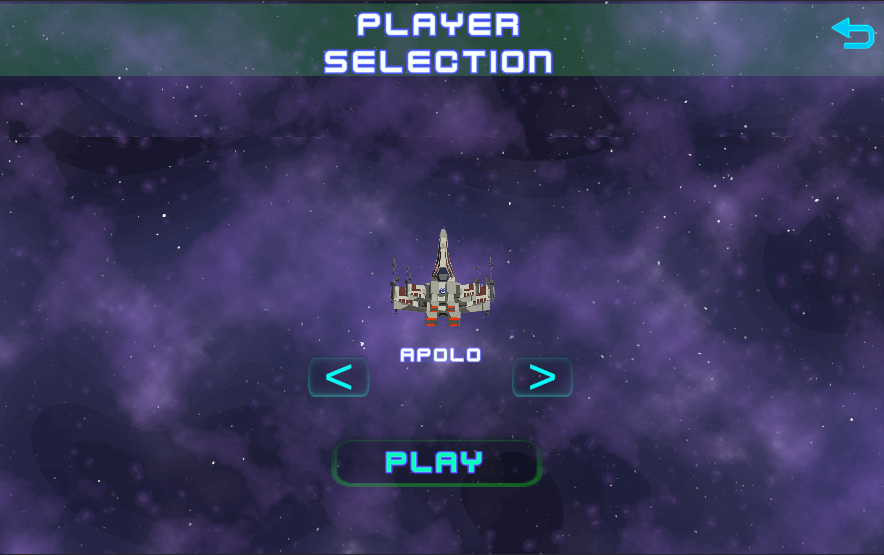 PLAYER
SELECTION
APOLO
< >
PLAY